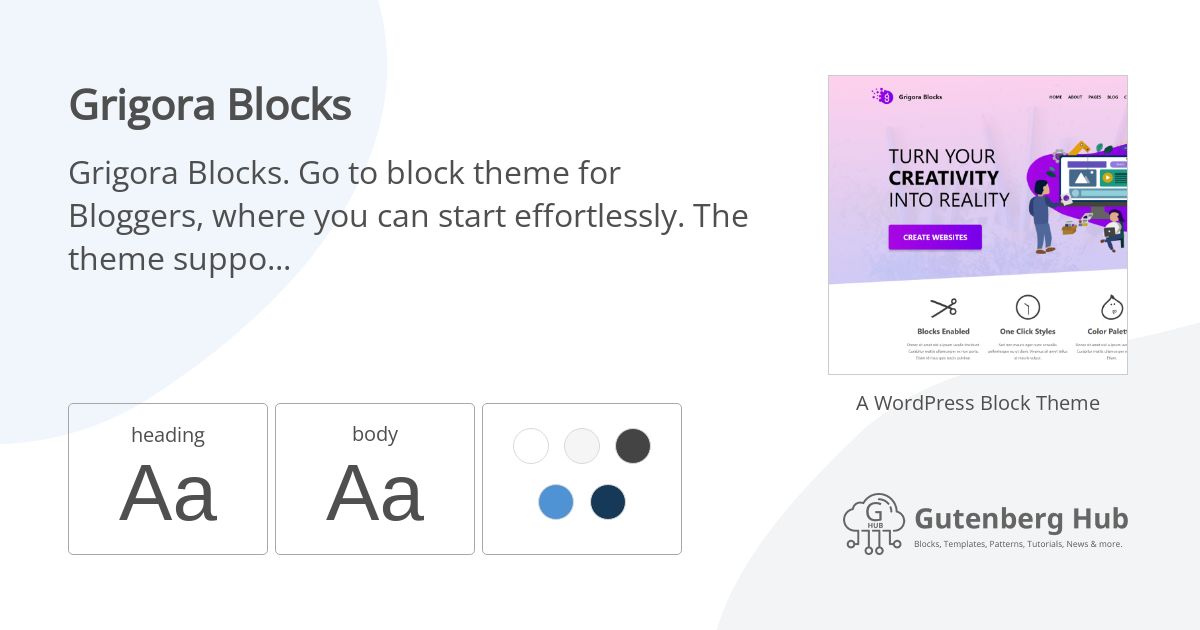 Grigora Blocks
Grigora Blocks. Go to block theme for
Bloggers, where you can start effortlessly. The
theme suppo...
heading
Aa
body
Aa
Grigora Blocks
HOME ABOUT PAGES BLOG
TURN YOUR
CREATIVITY
INTO REALITY
CREATE WEBSITES
Blocks Enabled
One Click Styles
Color Palet
A WordPress Block Theme
G
HUB
Gutenberg Hub
Blocks, Templates, Patterns, Tutorials, News & more.